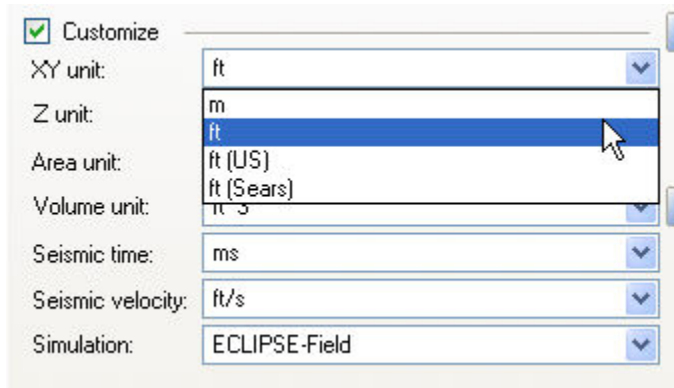 Customize
XY unit: ft
Z unit: m
ft
Area unit: ft (US)
ft (Sears)
Volume unit:
Seismic time: ms
Seismic velocity: ft/s
Simulation: ECLIPSE-Field